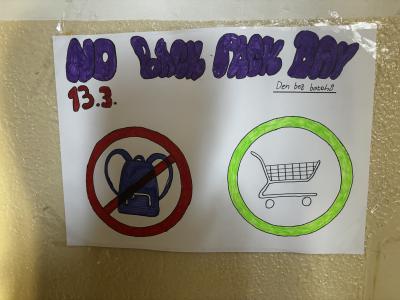 NO BACK PACK DAY
Den bez batohů
13.3.